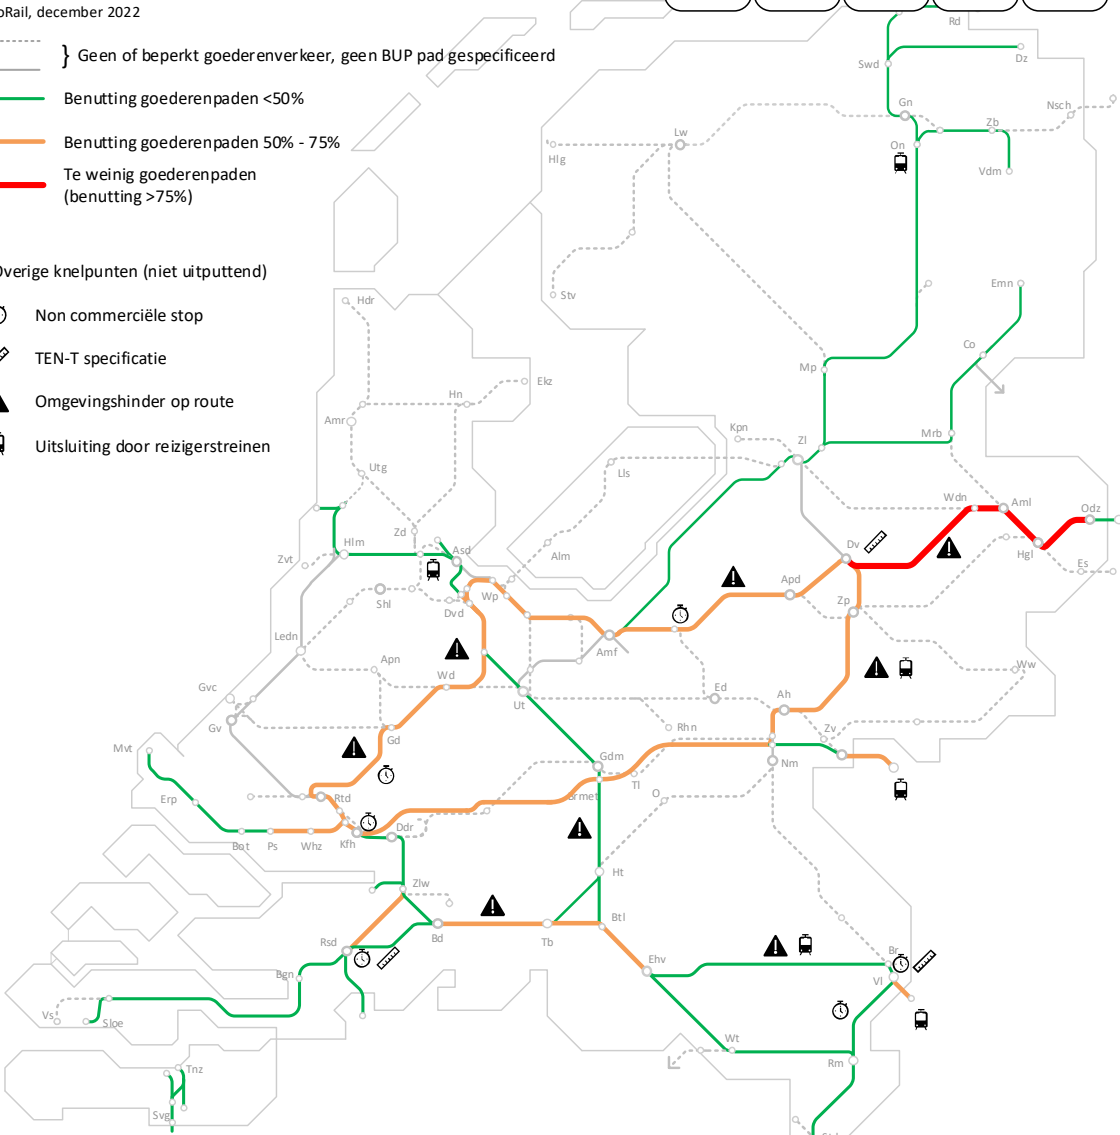 oRail, december 2022
} Geen of beperkt goederenverkeer, geen BUP pad gespecificeerd
Benutting goederenpaden <50%
Benutting goederenpaden 50% - 75%
Te weinig goederenpaden
(benutting >75%)
Overige knelpunten (niet uitputtend)
Non commerciële stop
TEN-T specificatie
Omgevingshinder op route
Uitsluiting door reizigerstreinen
Rd
Dz
Swd
Gn
Nsch
Zb
On
Lw
Hlg
Vdm
Stv
Emn
Hdr
Co
Mp
Ekz
Hn
Amr
Kpn
Zl
Mrb
Utg
Lls
Wdn
Aml
Odz
Zd
Hlm
Asd
Alm
Dv
Hgl
Es
Zvt
Shl
Wp
Apd
Zp
Dvd
Ledn
Amf
Apn
Wd
Ww
Gvc
Ut
Ed
Ah
Gv
Gd
Rhn
Zv
Mvt
Gdm
Nm
Erp
Rtd
Tl
O
Brmet
Ddr
Bot
Ps
Whz
Kfh
Ht
Zlw
Btl
Rsd
Bd
Tb
Ehv
Br
Bgn
Vl
Vs
Sloe
Wt
Rm
Tnz
Svg